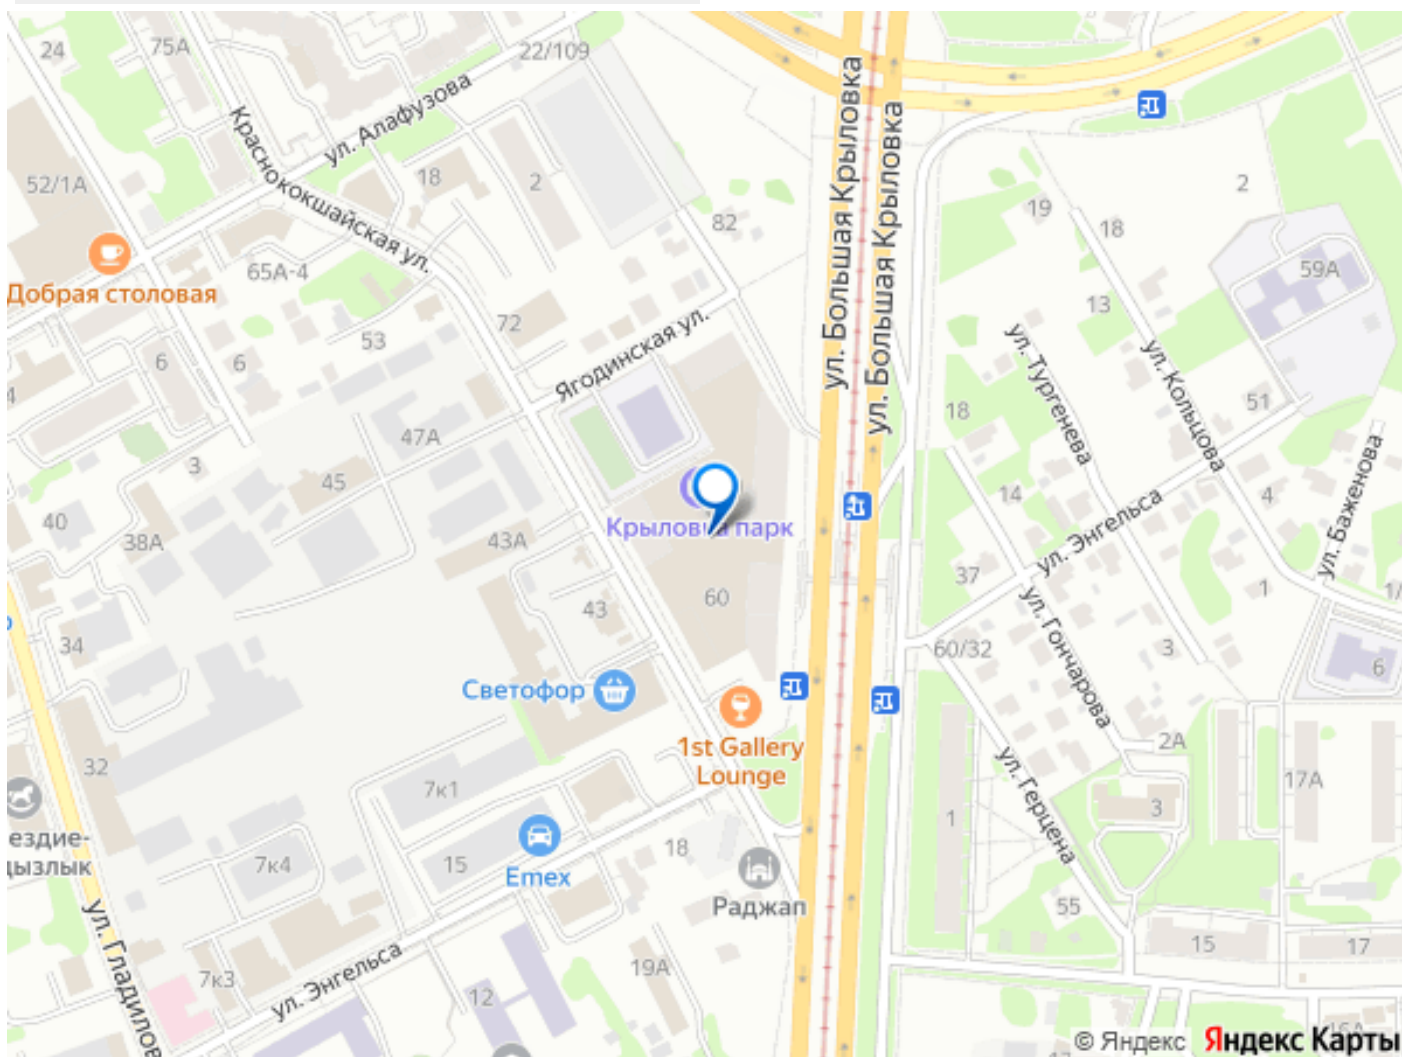 24
75А
22/109
ул. Алафузова
Краснококшайская ул.
52/1А
18
2
82
Добрая столовая
65А-4
53
72
6
6
Ягодинская ул.
47А
3
45
40
38А
43А
Крыловка парк
60
43
34
Светофор
1st Gallery
Lounge
32
7к1
15
7к4
Emex
18
Раджап
ездие-
дызлык
7к3
ул. Энгельса
12
19А
ул. Гладилов
ул. Большая Крыловка
ул. Большая Крыловка
19
18
2
59А
13
ул. Тургенева
ул. Кольцова
51
18
14
4
ул. Энгельса
ул. Баженова
37
1
1/
ул. Гончарова
60/32
3
6
2А
17А
ул. Герцена
3
1
55
15
17
16А
© Яндекс Яндекс Карты